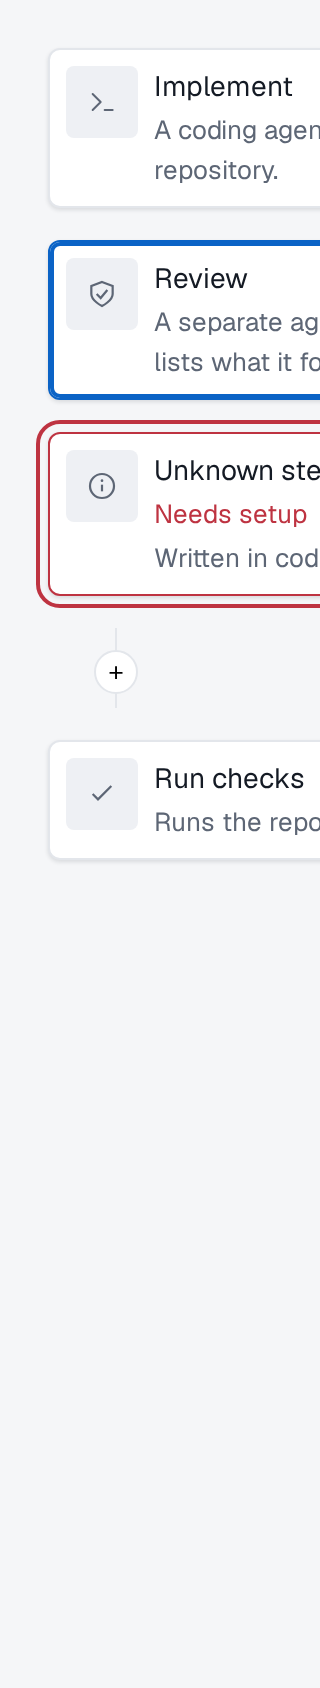 Implement
A coding agen
repository.
Review
A separate ag
lists what it fo
Unknown ste
Needs setup
Written in cod
Run checks
Runs the repo